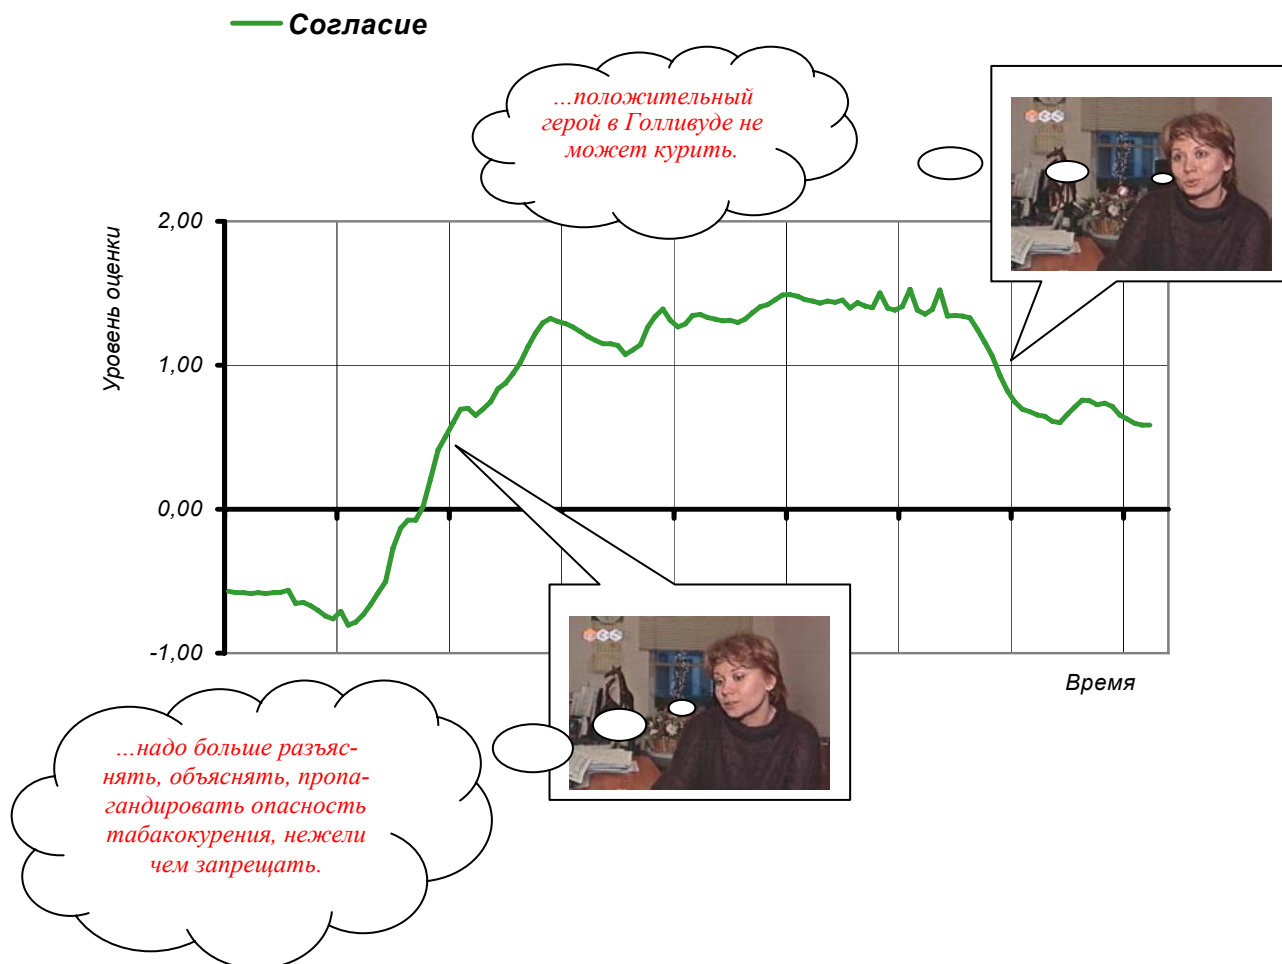 Согласие
...положительный
герой в Голливуде не
может курить.
Уровень оценки
2,00
1,00
0,00
-1,00
Время
...надо больше разъяс-
нять, объяснять, пропа-
гандировать опасность
табакокурения, нежели
чем запрещать.